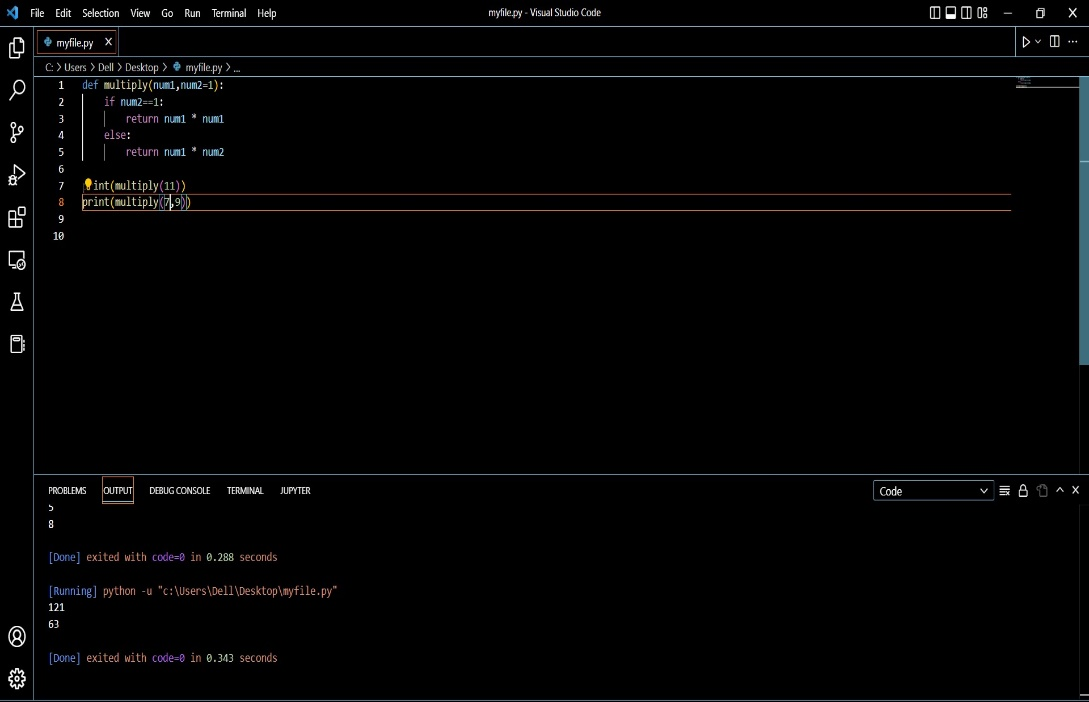 File Edit Selection View Go Run Terminal Help
myfile.py - Visual Studio Code
myfile.py
C: > Users > Dell > Desktop > myfile.py > ...
1 def multiply(num1,num2=1):
2 if num2==1:
3 return num1 * num1
4 else:
5 return num1 * num2
6
7 int(multiply(11))
8 print(multiply(7,9))
9
10
PROBLEMS OUTPUT DEBUG CONSOLE TERMINAL JUPYTER
Code
5
8
[Done] exited with code=0 in 0.288 seconds
[Running] python -u "c:\Users\Dell\Desktop\myfile.py"
121
63
[Done] exited with code=0 in 0.343 seconds